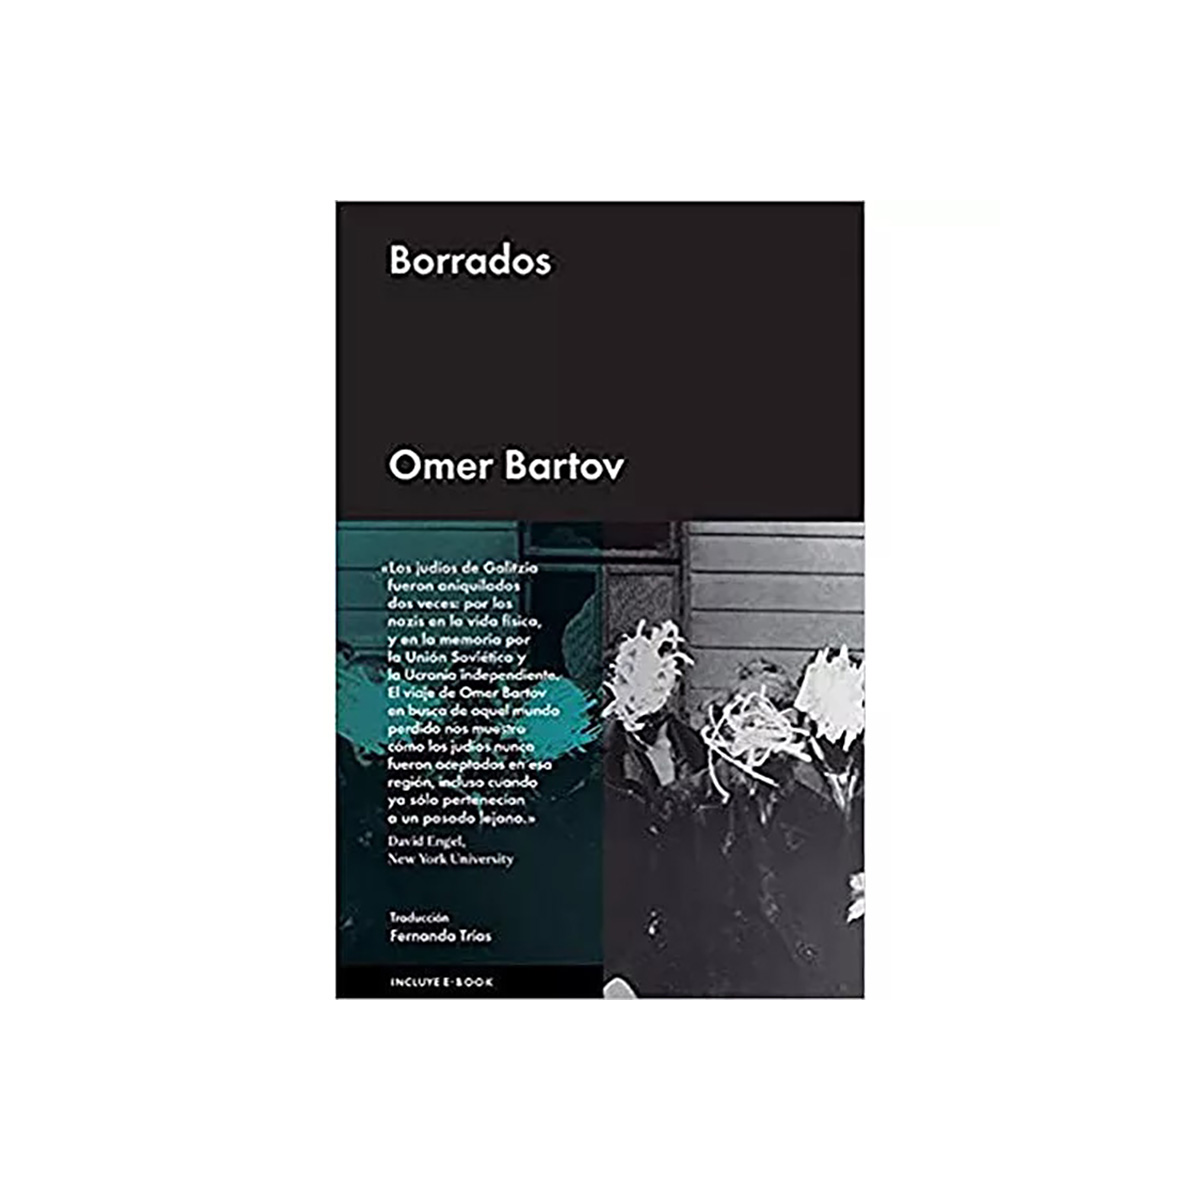 Borrados
Omer Bartov
«Los judíos de Galitzia
fueron aniquilados
dos veces: por los
nazis en la vida física,
y en la memoria por
la Unión Soviética y
la Ucrania independiente.
El viaje de Omer Bartov
en busca de aquel mundo
perdido nos muestra
cómo los judíos nunca
fueron aceptados en esa
región, incluso cuando
ya sólo pertenecían
a un pasado lejano.»
David Engel,
New York University
Traducción
Fernanda Trías
INCLUYE E-BOOK